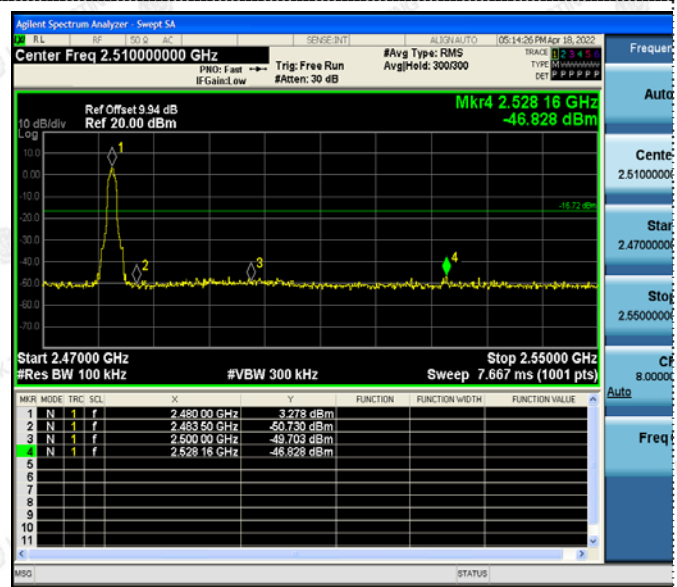 Agilent Spectrum Analyzer - Swept SA
RL RF 50 Ω AC SENSE:INT ALIGN AUTO 05:14:26 PM Apr 18, 2022
Center Freq 2.510000000 GHz #Avg Type: RMS TRACE 1 2 3 4 5 6
PNO: Fast Trig: Free Run Avg|Hold: 300/300 TYPE M
IFGain:Low #Atten: 30 dB DET P P P P P P
Mkr4 2.528 16 GHz
Ref Offset 9.94 dB
10 dB/div Ref 20.00 dBm -46.828 dBm
Log
1
10.0
0.00
-10.0
-16.72 dBm
-20.0
-30.0
-40.0
2 3 4
-50.0
-60.0
-70.0
Start 2.47000 GHz Stop 2.55000 GHz
#Res BW 100 kHz #VBW 300 kHz Sweep 7.667 ms (1001 pts)
MKR MODE TRC SCL X Y FUNCTION FUNCTION WIDTH FUNCTION VALUE
1 N 1 f 2.480 00 GHz 3.278 dBm
2 N 1 f 2.483 50 GHz -50.730 dBm
3 N 1 f 2.500 00 GHz -49.703 dBm
4 N 1 f 2.528 16 GHz -46.828 dBm
5
6
7
8
9
10
11
MSG STATUS
Frequen
Auto
Cente
2.51000000
Star
2.47000000
Stop
2.55000000
CF
8.00000
Auto
Freq